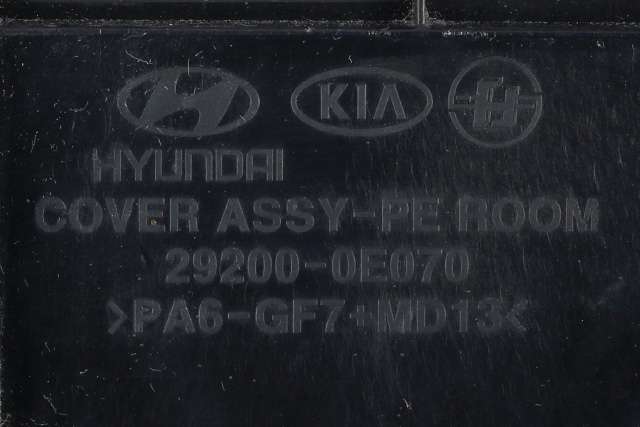 KIA
HYUNDAI
COVER ASSY-PE ROOM
29200-0E070
>PA6-GF7+MD13<